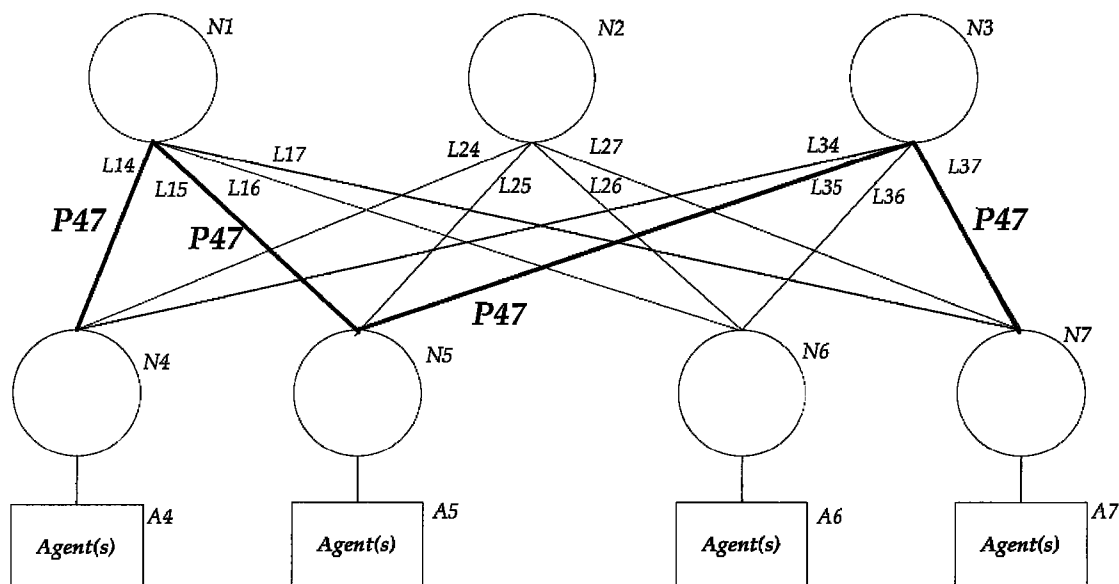 N1
N2
N3
L14
L15
L16
L17
L24
L25
L26
L27
L34
L35
L36
L37
P47
P47
P47
P47
N4
N5
N6
N7
A4
A5
A6
A7
Agent(s)
Agent(s)
Agent(s)
Agent(s)